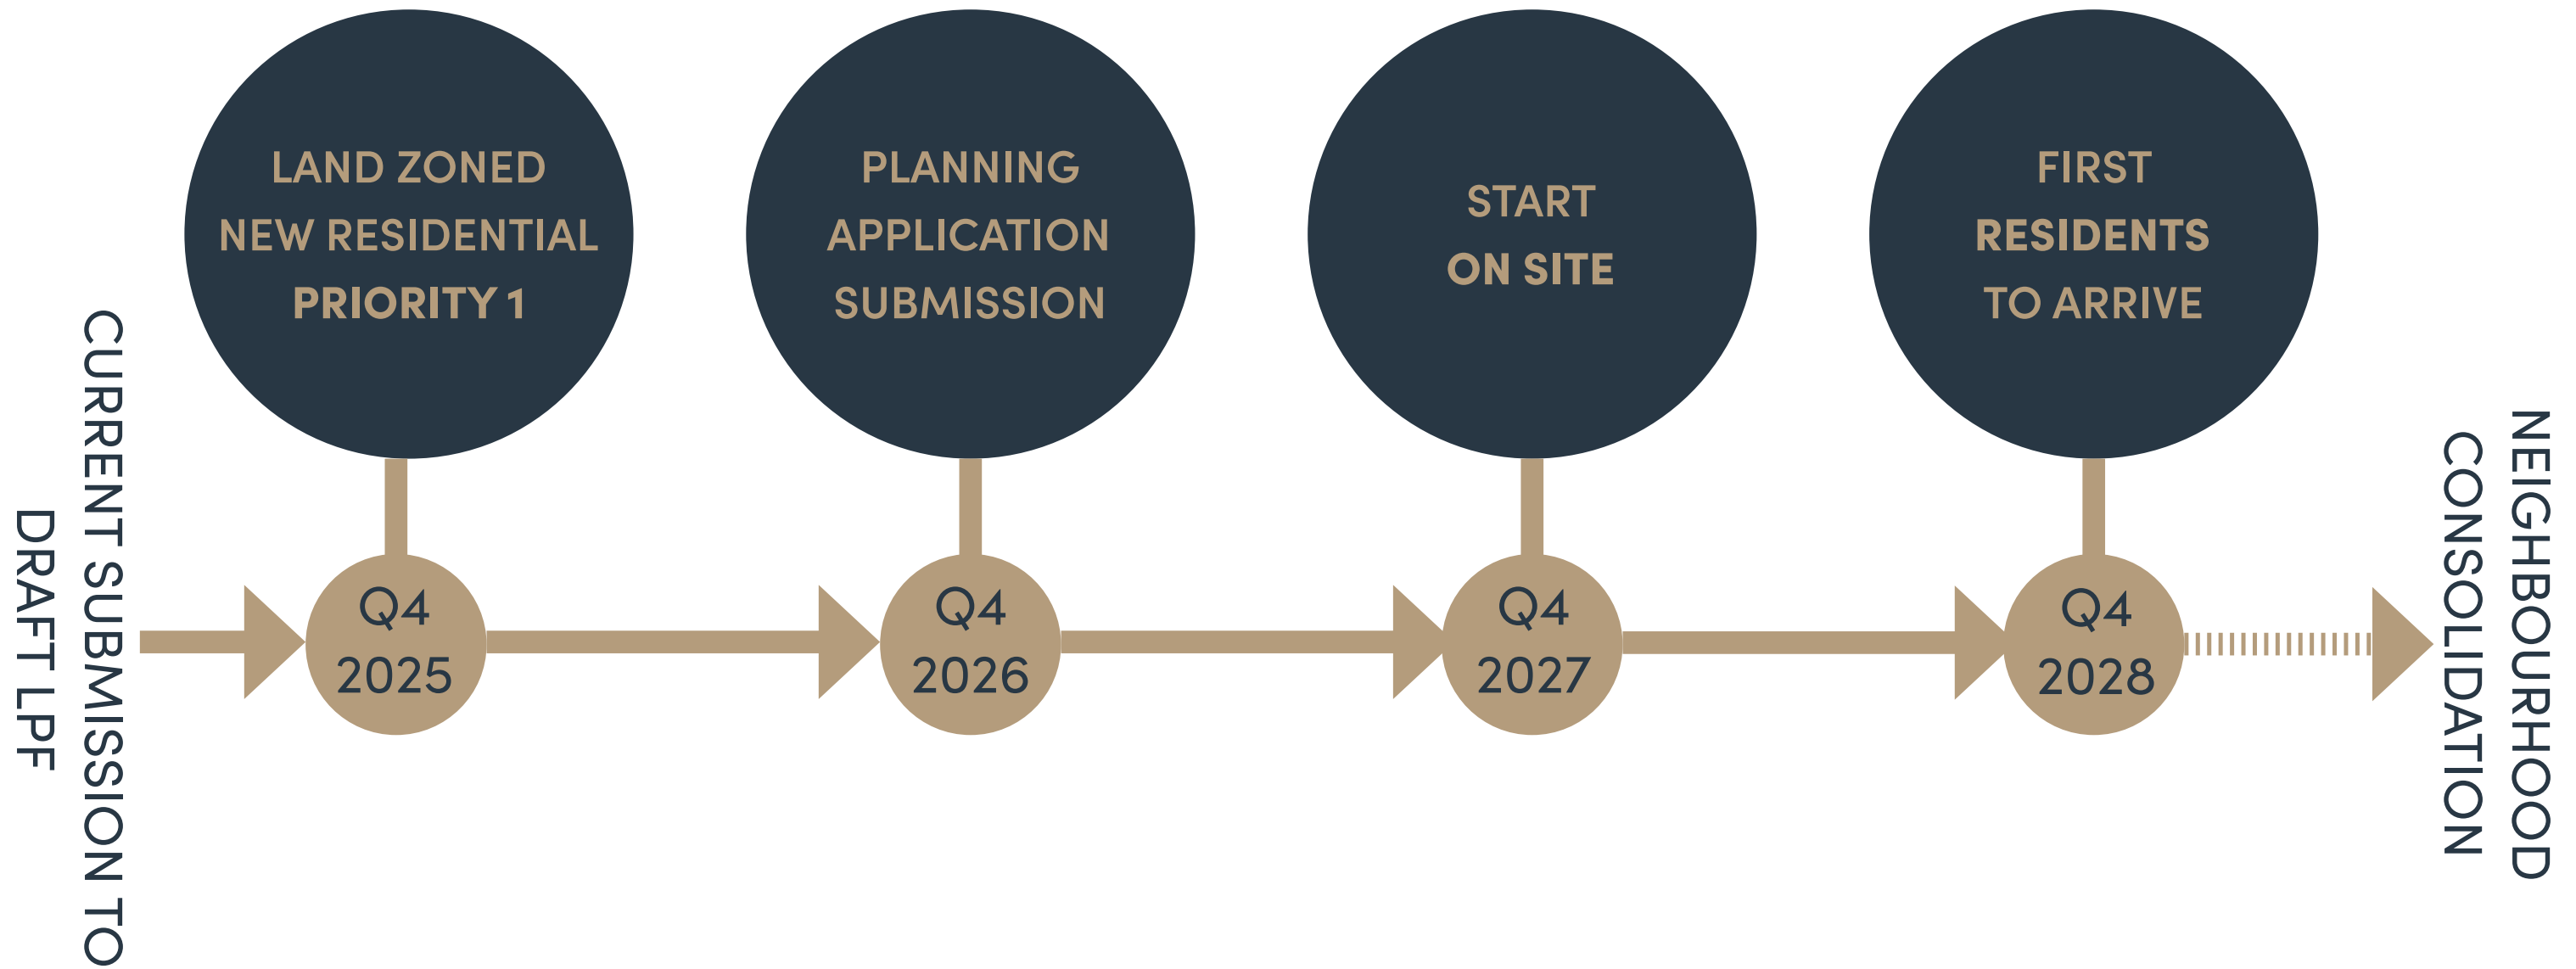 CURRENT SUBMISSION TO
DRAFT LPF
LAND ZONED
NEW RESIDENTIAL
PRIORITY 1
Q4
2025
PLANNING
APPLICATION
SUBMISSION
Q4
2026
START
ON SITE
Q4
2027
FIRST
RESIDENTS
TO ARRIVE
Q4
2028
NEIGHBOURHOOD
CONSOLIDATION